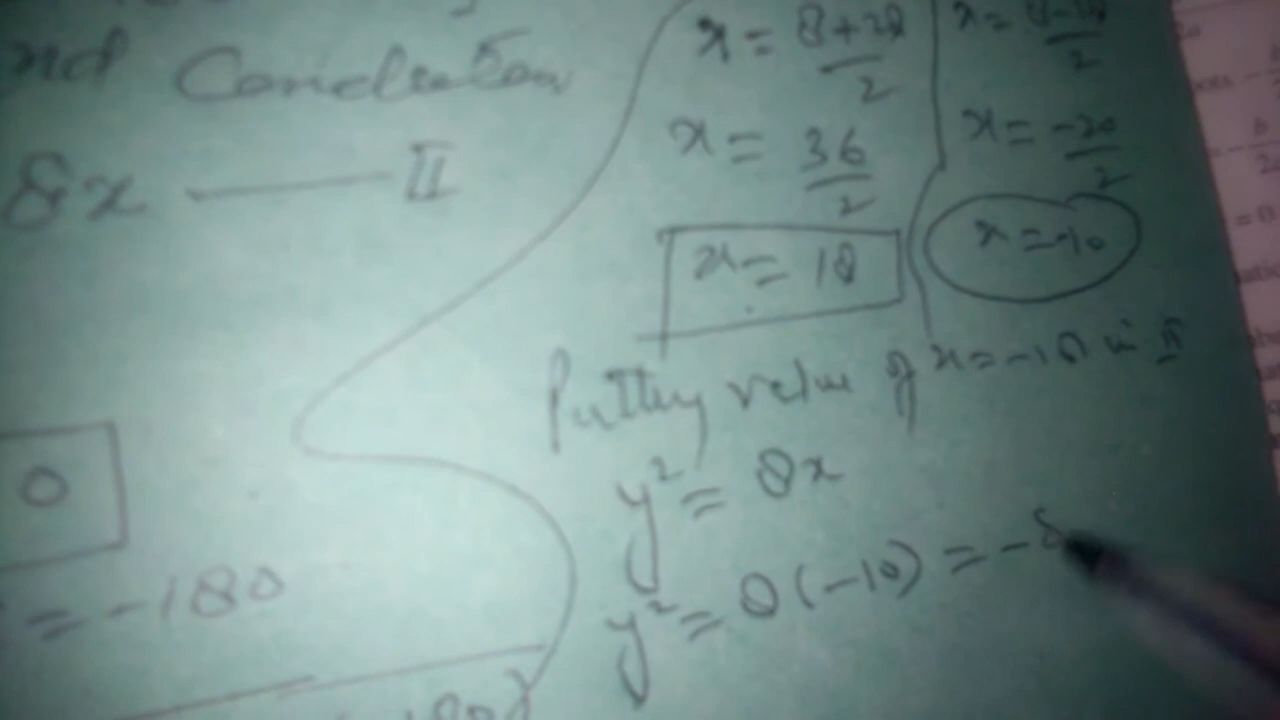 nd Condition
8x —— II
0
= -180
x = 8+28/2
x = 36/2
x = 18
x = 8-28/2
x = -20/2
x = -10
Putting value of x = -10 in II
y² = 8x
y² = 8(-10) = -8